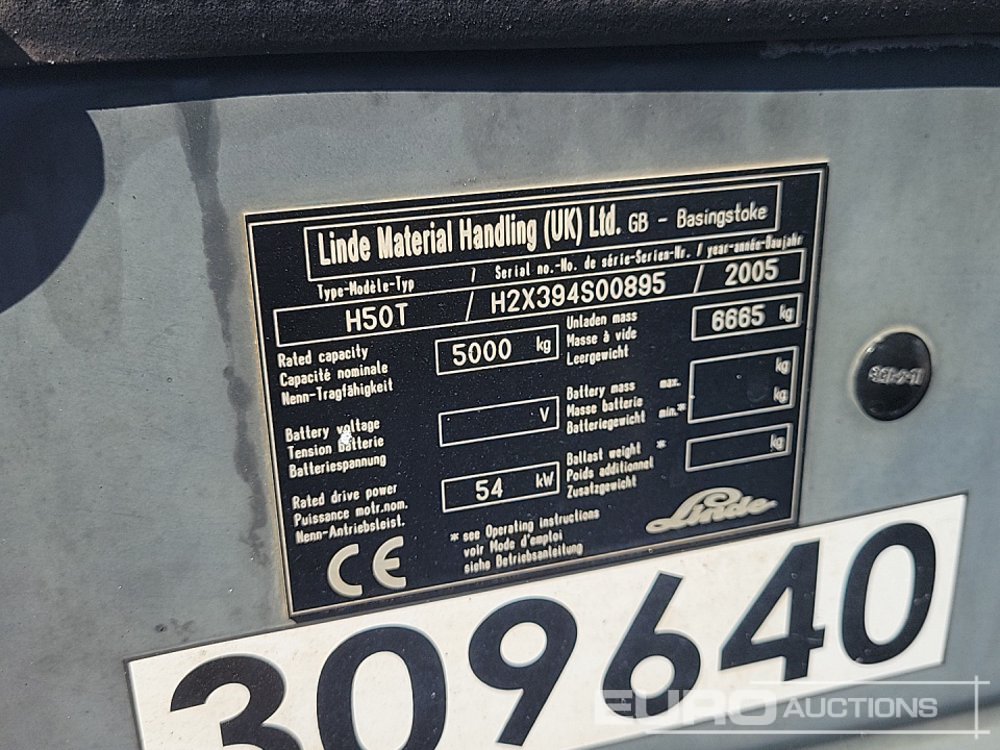 Linde Material Handling (UK) Ltd. GB - Basingstoke
Type-Modèle-Typ / Serial no.-No. de série-Serien-Nr. / year-année-Baujahr
H50T / H2X394S00895 / 2005
Rated capacity
Capacité nominale
Nenn-Tragfähigkeit
5000 kg
Unladen mass
Masse à vide
Leergewicht
6665 kg
Battery voltage
Tension batterie
Batteriespannung
V
Battery mass max.
Masse batterie
Batteriegewicht min.*
kg
kg
Rated drive power
Puissance motr.nom.
Nenn-Antriebsleist.
54 kW
Ballast weight *
Poids additionnel
Zusatzgewicht
kg
* see Operating instructions
voir Mode d'emploi
siehe Betriebsanleitung
CE
Linde
309640
EURO AUCTIONS